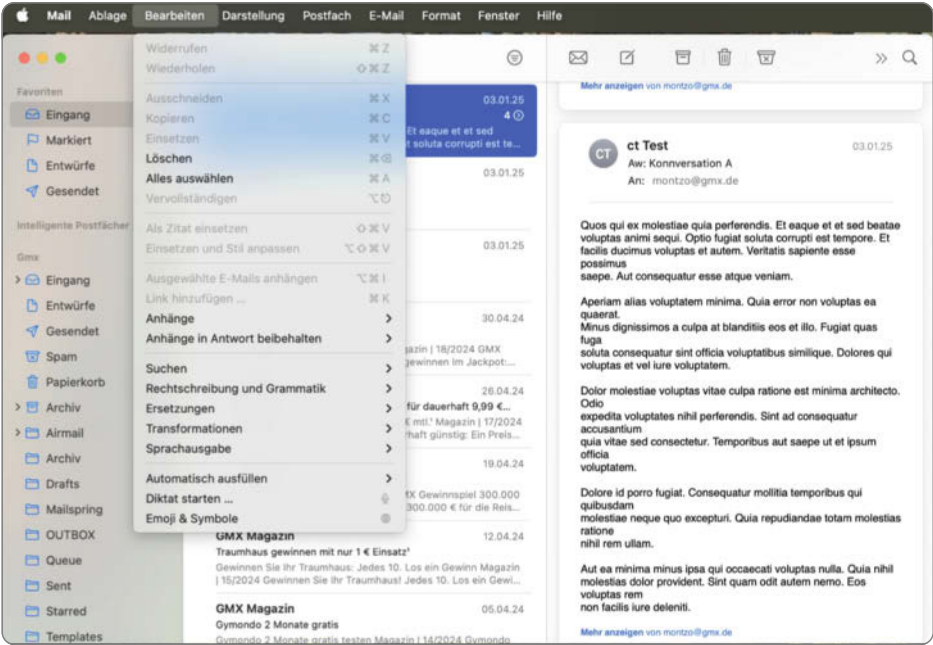 Mail Ablage Bearbeiten Darstellung Postfach E-Mail Format Fenster Hilfe
Widerrufen ⌘ Z
Wiederholen ⇧ ⌘ Z
Ausschneiden ⌘ X
Kopieren ⌘ C
Einsetzen ⌘ V
Löschen ⌘ ⌫
Alles auswählen ⌘ A
Vervollständigen
Als Zitat einsetzen ⇧ ⌘ V
Einsetzen und Stil anpassen ⌥ ⇧ ⌘ V
Ausgewählte E-Mails anhängen ⌥ ⌘ I
Link hinzufügen ... ⌘ K
Anhänge
Anhänge in Antwort beibehalten
Suchen
Rechtschreibung und Grammatik
Ersetzungen
Transformationen
Sprachausgabe
Automatisch ausfüllen
Diktat starten ...
Emoji & Symbole
Favoriten
Eingang
Markiert
Entwürfe
Gesendet
Intelligente Postfächer
Gmx
Eingang
Entwürfe
Gesendet
Spam
Papierkorb
Archiv
Airmail
Archiv
Drafts
Mailspring
OUTBOX
Queue
Sent
Starred
Templates
03.01.25
4
Et eaque et et sed
t soluta corrupti est te...
03.01.25
03.01.25
30.04.24
azin | 18/2024 GMX
gewinnen Im Jackpot:...
26.04.24
für dauerhaft 9,99 €...
€ mtl.¹ Magazin | 17/2024
haft günstig: Ein Preis...
19.04.24
MX Gewinnspiel 300.000
300.000 € für die Reis...
GMX Magazin 12.04.24
Traumhaus gewinnen mit nur 1 € Einsatz¹
Gewinnen Sie Ihr Traumhaus: Jedes 10. Los ein Gewinn Magazin
| 15/2024 Gewinnen Sie Ihr Traumhaus! Jedes 10. Los ein Gewi...
GMX Magazin 05.04.24
Gymondo 2 Monate gratis
Gymondo 2 Monate gratis testen Magazin | 14/2024 Gymondo
Mehr anzeigen von montzo@gmx.de
CT
ct Test 03.01.25
Aw: Konnversation A
An: montzo@gmx.de
Quos qui ex molestiae quia perferendis. Et eaque et et sed beatae
voluptas animi sequi. Optio fugiat soluta corrupti est tempore. Et
facilis ducimus voluptas et autem. Veritatis sapiente esse
possimus
saepe. Aut consequatur esse atque veniam.
Aperiam alias voluptatem minima. Quia error non voluptas ea
quaerat.
Minus dignissimos a culpa at blanditiis eos et illo. Fugiat quas
fuga
soluta consequatur sint officia voluptatibus similique. Dolores qui
voluptas et vel iure voluptatem.
Dolor molestiae voluptas vitae culpa ratione est minima architecto.
Odio
expedita voluptates nihil perferendis. Sint ad consequatur
accusantium
quia vitae sed consectetur. Temporibus aut saepe ut et ipsum
officia
voluptatem.
Dolore id porro fugiat. Consequatur mollitia temporibus qui
quibusdam
molestiae neque quo excepturi. Quia repudiandae totam molestias
ratione
nihil rem ullam.
Aut ea minima minus ipsa qui occaecati voluptas nulla. Quia nihil
molestias dolor provident. Sint quam odit autem nemo. Eos
voluptas rem
non facilis iure deleniti.
Mehr anzeigen von montzo@gmx.de